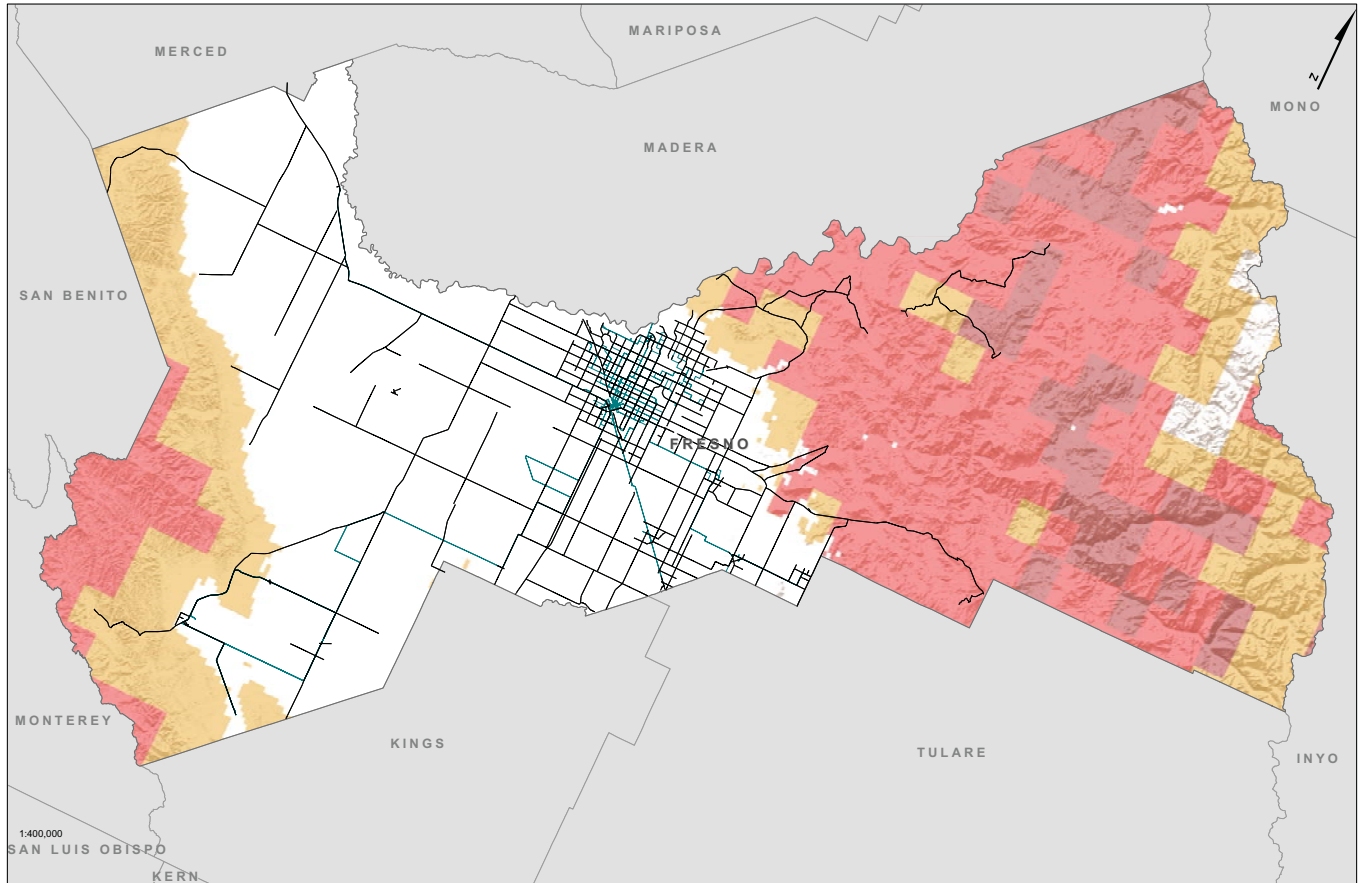 MARIPOSA
MERCED
N
MONO
MADERA
SAN BENITO
FRESNO
MONTEREY
KINGS
TULARE
INYO
1:400,000
SAN LUIS OBISPO
KERN